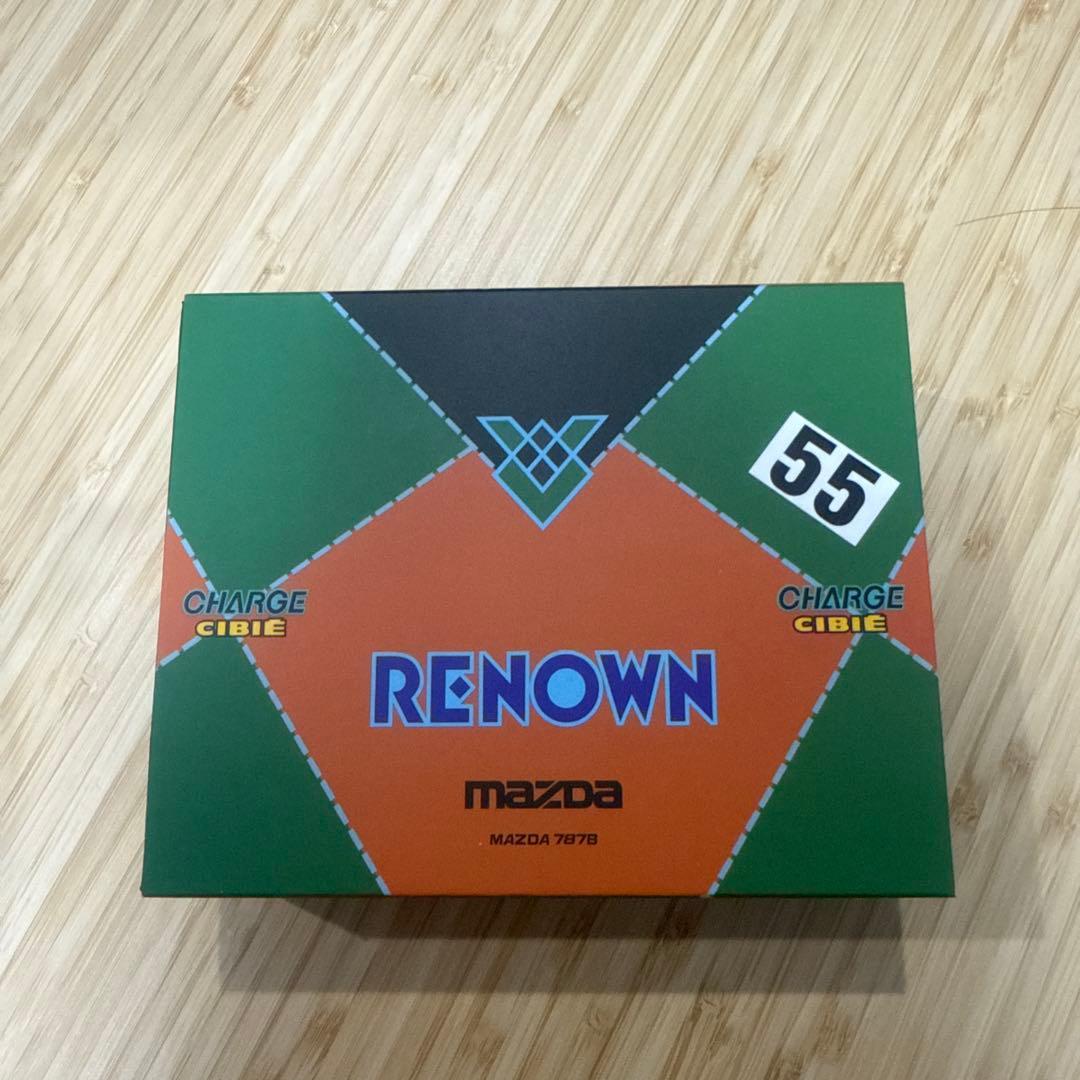 55
CHARGE
CIBIÉ
CHARGE
CIBIÉ
RENOWN
mazda
MAZDA 787B